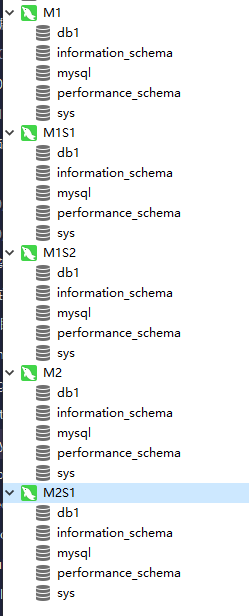 M1
db1
information_schema
mysql
performance_schema
sys
M1S1
db1
information_schema
mysql
performance_schema
sys
M1S2
db1
information_schema
mysql
performance_schema
sys
M2
db1
information_schema
mysql
performance_schema
sys
M2S1
db1
information_schema
mysql
performance_schema
sys